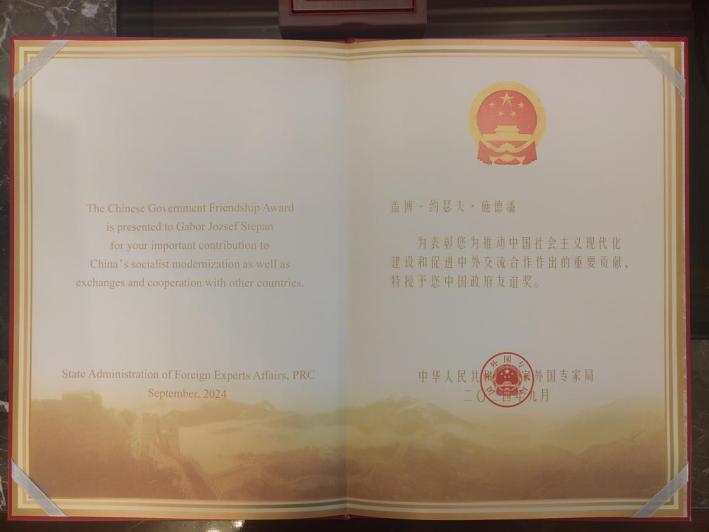 The Chinese Government Friendship Award
is presented to Gabor Jozsef Stepan
for your important contribution to
China's socialist modernization as well as
exchanges and cooperation with other countries.
State Administration of Foreign Experts Affairs, PRC
September, 2024
盖博·约瑟夫·施德潘
为表彰您为推动中国社会主义现代化
建设和促进中外交流合作作出的重要贡献，
特授于您中国政府友谊奖。
中华人民共 家外国专家局
二〇 四年九月